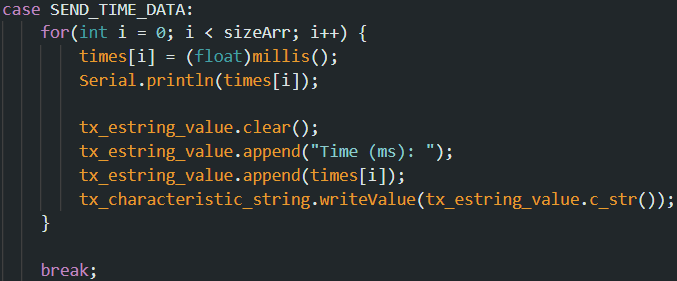 case SEND_TIME_DATA:
for(int i = 0; i < sizeArr; i++) {
times[i] = (float)millis();
Serial.println(times[i]);
tx_estring_value.clear();
tx_estring_value.append("Time (ms): ");
tx_estring_value.append(times[i]);
tx_characteristic_string.writeValue(tx_estring_value.c_str());
}
break;